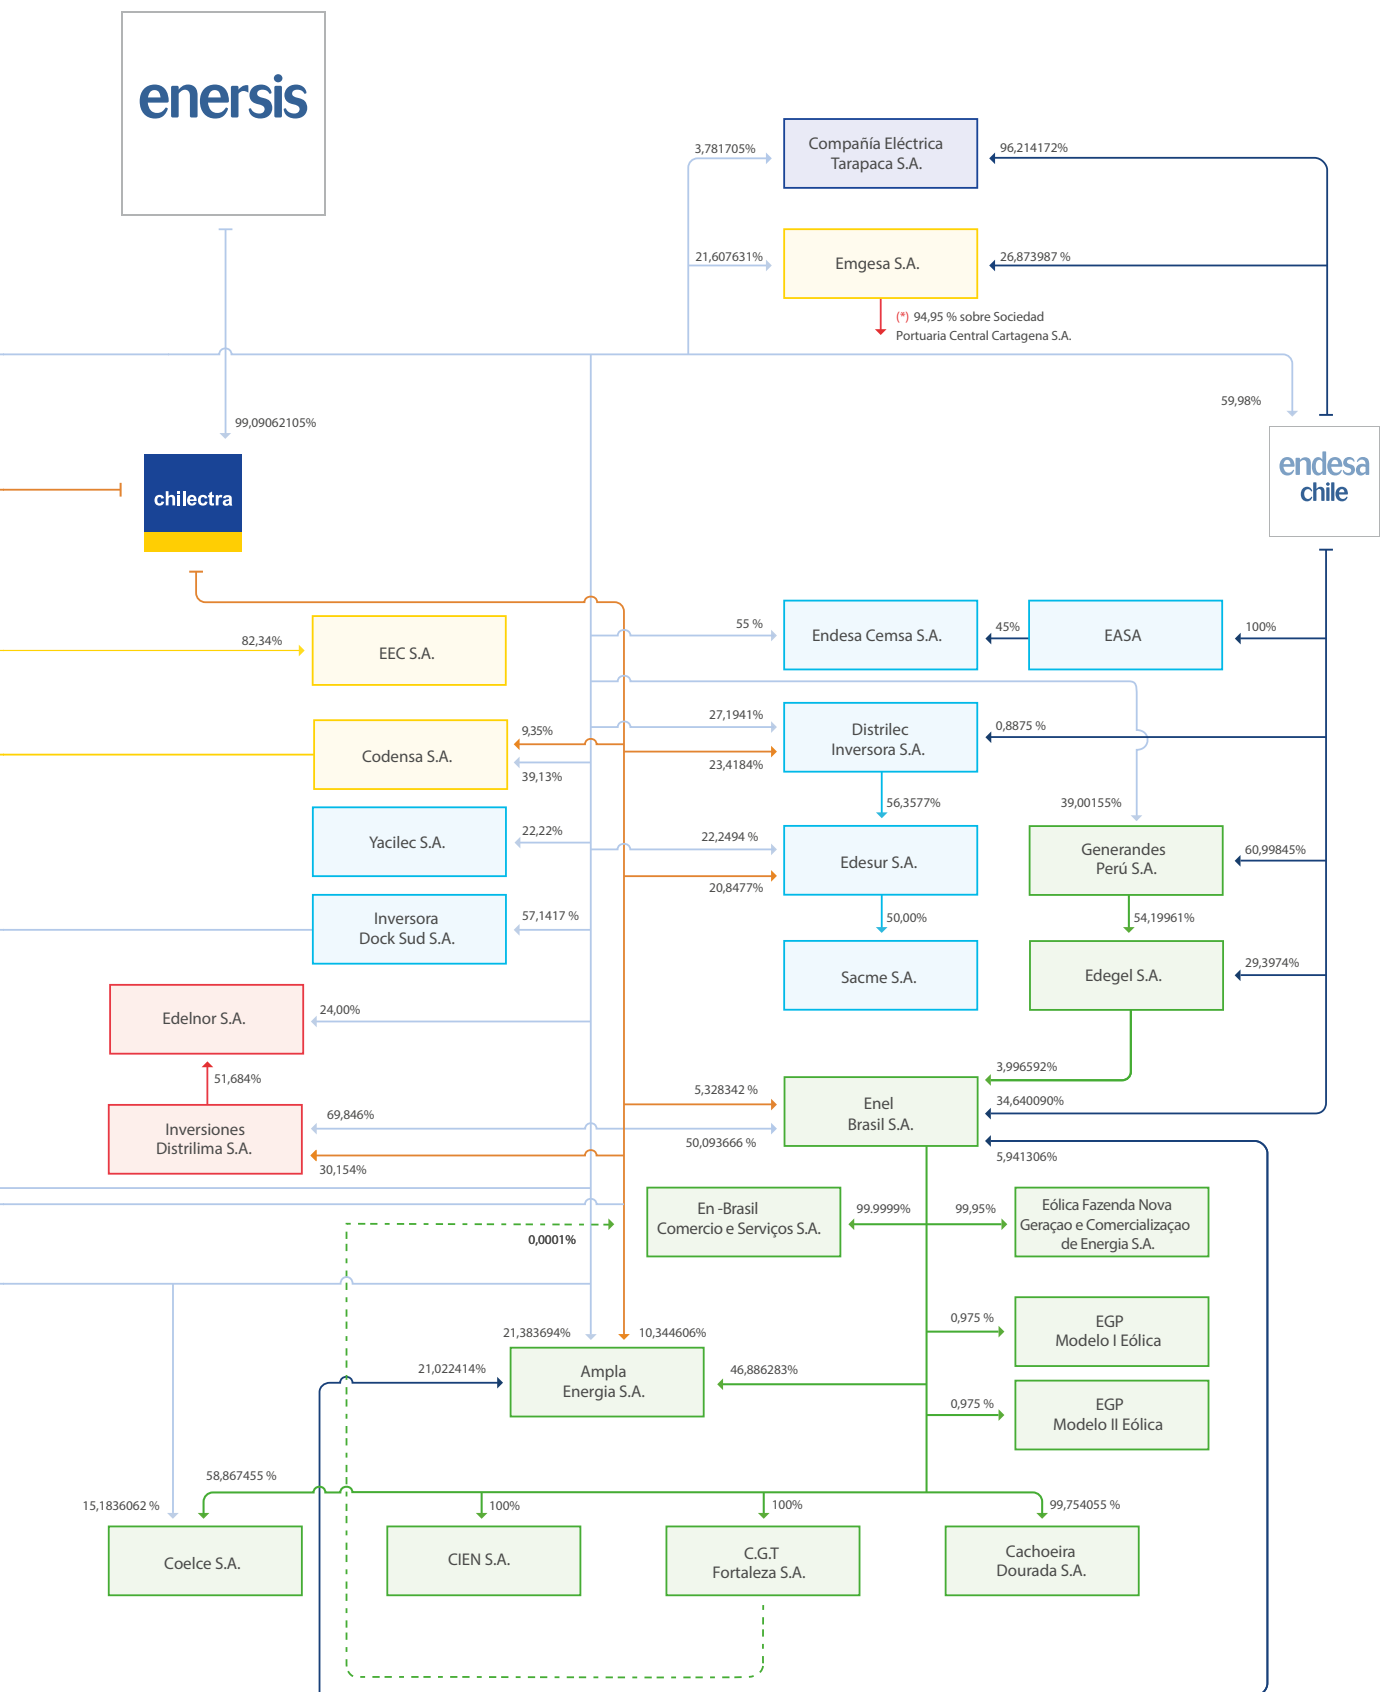 enersis
3,781705%
Compañía Eléctrica
Tarapaca S.A.
96,214172%
21,607631%
Emgesa S.A.
26,873987 %
(*) 94,95 % sobre Sociedad
Portuaria Central Cartagena S.A.
59,98%
99,09062105%
endesa
chile
chilectra
82,34%
EEC S.A.
55 %
Endesa Cemsa S.A.
45%
EASA
100%
9,35%
Codensa S.A.
39,13%
27,1941%
Distrilec
Inversora S.A.
0,8875 %
23,4184%
56,3577%
39,00155%
Yacilec S.A.
22,22%
22,2494 %
Edesur S.A.
20,8477%
Generandes
Perú S.A.
60,99845%
Inversora
Dock Sud S.A.
57,1417 %
50,00%
54,19961%
Sacme S.A.
Edegel S.A.
29,3974%
Edelnor S.A.
24,00%
51,684%
3,996592%
5,328342 %
Enel
Brasil S.A.
34,640090%
Inversiones
Distrilima S.A.
69,846%
50,093666 %
5,941306%
30,154%
En -Brasil
Comercio e Serviços S.A.
99.9999%
99,95%
Eólica Fazenda Nova
Geraçao e Comercializaçao
de Energia S.A.
0,0001%
0,975 %
EGP
Modelo I Eólica
21,383694%
10,344606%
21,022414%
Ampla
Energia S.A.
46,886283%
0,975 %
EGP
Modelo II Eólica
58,867455 %
15,1836062 %
100%
100%
99,754055 %
Coelce S.A.
CIEN S.A.
C.G.T
Fortaleza S.A.
Cachoeira
Dourada S.A.